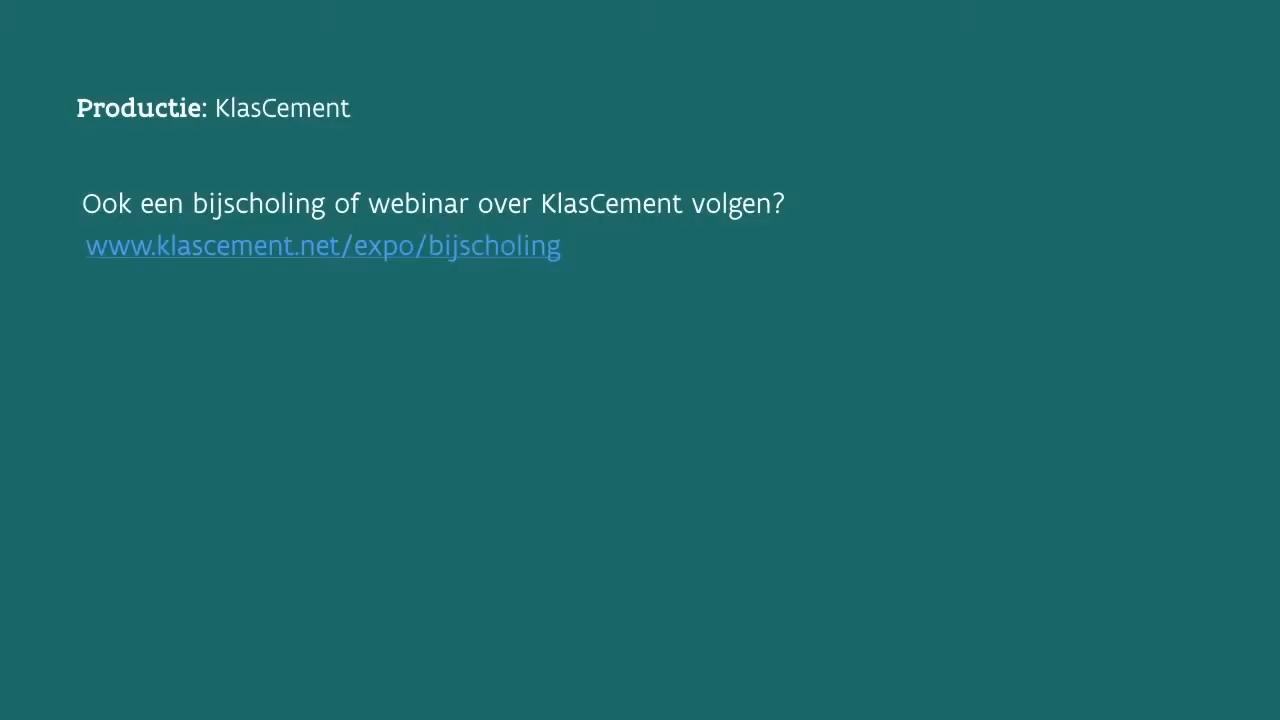 Productie: KlasCement
Ook een bijscholing of webinar over KlasCement volgen?
www.klascement.net/expo/bijscholing